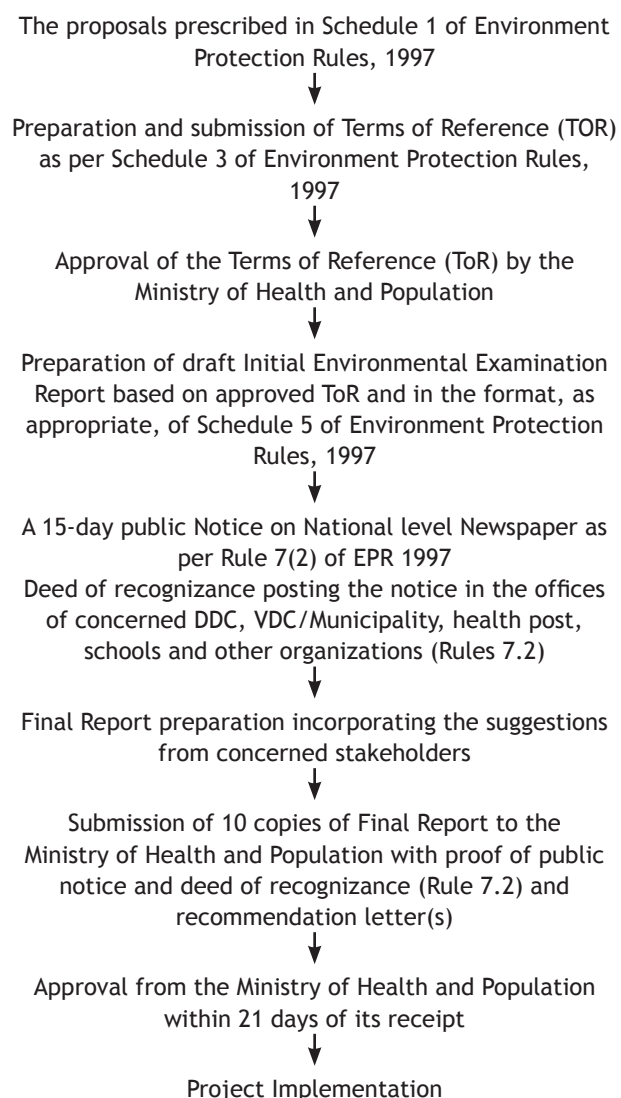 The proposals prescribed in Schedule 1 of Environment
Protection Rules, 1997
Preparation and submission of Terms of Reference (TOR)
as per Schedule 3 of Environment Protection Rules,
1997
Approval of the Terms of Reference (ToR) by the
Ministry of Health and Population
Preparation of draft Initial Environmental Examination
Report based on approved ToR and in the format, as
appropriate, of Schedule 5 of Environment Protection
Rules, 1997
A 15-day public Notice on National level Newspaper as
per Rule 7(2) of EPR 1997
Deed of recognizance posting the notice in the offices
of concerned DDC, VDC/Municipality, health post,
schools and other organizations (Rules 7.2)
Final Report preparation incorporating the suggestions
from concerned stakeholders
Submission of 10 copies of Final Report to the
Ministry of Health and Population with proof of public
notice and deed of recognizance (Rule 7.2) and
recommendation letter(s)
Approval from the Ministry of Health and Population
within 21 days of its receipt
Project Implementation